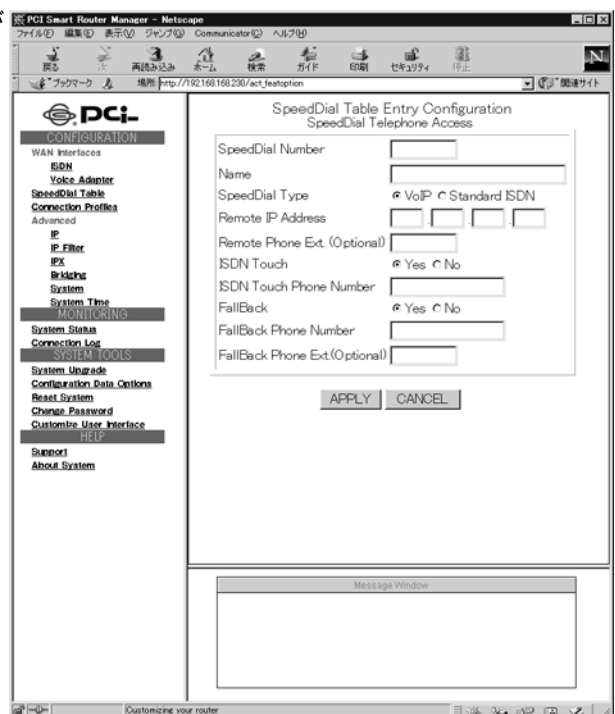 が
PCI Smart Router Manager - Netscape
ファイル(F) 編集(E) 表示(V) ジャンプ(G) Communicator(C) ヘルプ(H)
戻る 次 再読み込み ホーム 検索 ガイド 印刷 セキュリティ 停止
N
ブックマーク 場所: http://192.168.168.230/act_featoption 関連サイト
PCi
CONFIGURATION
WAN Interfaces
ISDN
Voice Adapter
SpeedDial Table
Connection Profiles
Advanced
IP
IP Filter
IPX
Bridging
System
System Time
MONITORING
System Status
Connection Log
SYSTEM TOOLS
System Upgrade
Configuration Data Options
Reset System
Change Password
Customize User Interface
HELP
Support
About System
SpeedDial Table Entry Configuration
SpeedDial Telephone Access
SpeedDial Number
Name
SpeedDial Type VoIP Standard ISDN
Remote IP Address . . .
Remote Phone Ext. (Optional)
ISDN Touch Yes No
ISDN Touch Phone Number
FallBack Yes No
FallBack Phone Number
FallBack Phone Ext.(Optional)
APPLY CANCEL
Message Window
Customizing your router